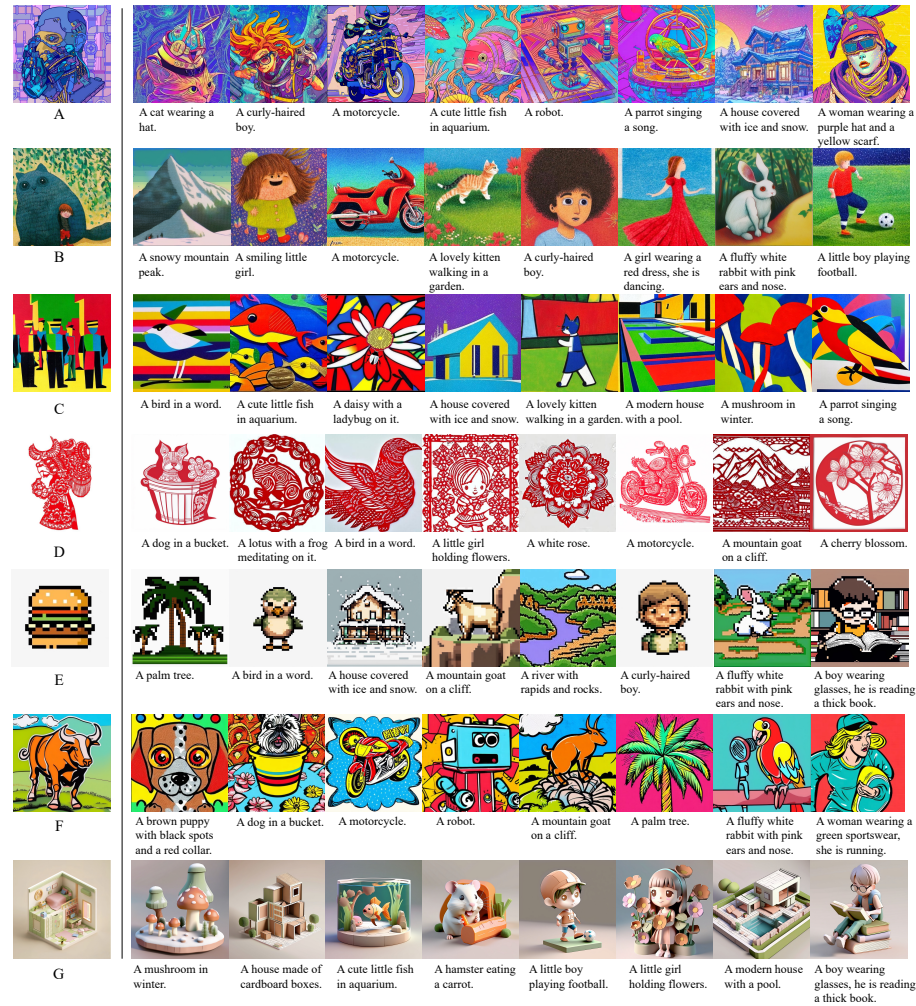 A
A cat wearing a
hat.
A curly-haired
boy.
A motorcycle.
A cute little fish
in aquarium.
A robot.
A parrot singing
a song.
A house covered
with ice and snow.
A woman wearing a
purple hat and a
yellow scarf.
B
A snowy mountain
peak.
A smiling little
girl.
A motorcycle.
A lovely kitten
walking in a
garden.
A curly-haired
boy.
A girl wearing a
red dress, she is
dancing.
A fluffy white
rabbit with pink
ears and nose.
A little boy playing
football.
C
A bird in a word.
A cute little fish
in aquarium.
A daisy with a
ladybug on it.
A house covered
with ice and snow.
A lovely kitten
walking in a garden.
A modern house
with a pool.
A mushroom in
winter.
A parrot singing
a song.
D
A dog in a bucket.
A lotus with a frog
meditating on it.
A bird in a word.
A little girl
holding flowers.
A white rose.
A motorcycle.
A mountain goat
on a cliff.
A cherry blossom.
E
A palm tree.
A bird in a word.
A house covered
with ice and snow.
A mountain goat
on a cliff.
A river with
rapids and rocks.
A curly-haired
boy.
A fluffy white
rabbit with pink
ears and nose.
A boy wearing
glasses, he is reading
a thick book.
F
A brown puppy
with black spots
and a red collar.
A dog in a bucket.
A motorcycle.
A robot.
A mountain goat
on a cliff.
A palm tree.
A fluffy white
rabbit with pink
ears and nose.
A woman wearing a
green sportswear,
she is running.
G
A mushroom in
winter.
A house made of
cardboard boxes.
A cute little fish
in aquarium.
A hamster eating
a carrot.
A little boy
playing football.
A little girl
holding flowers.
A modern house
with a pool.
A boy wearing
glasses, he is reading
a thick book.